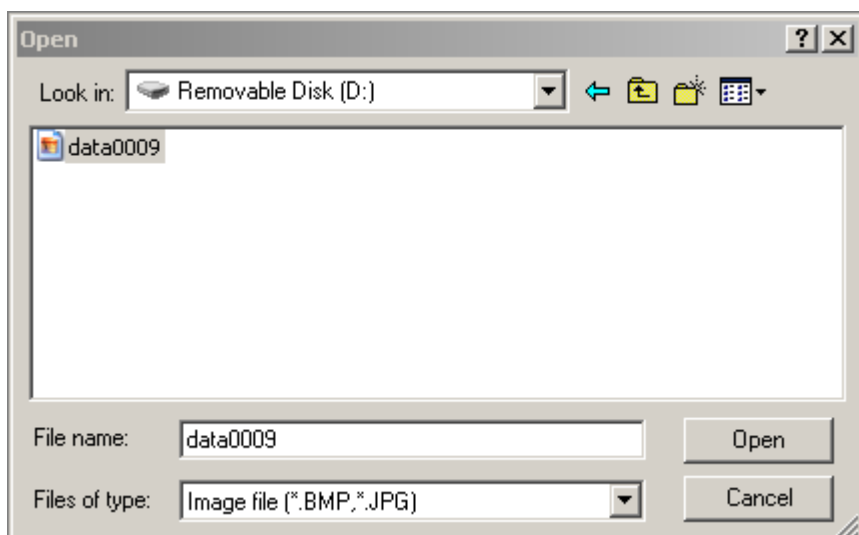 Open
Look in: Removable Disk (D:)
data0009
File name: data0009 Open
Files of type: Image file (*.BMP,*.JPG) Cancel